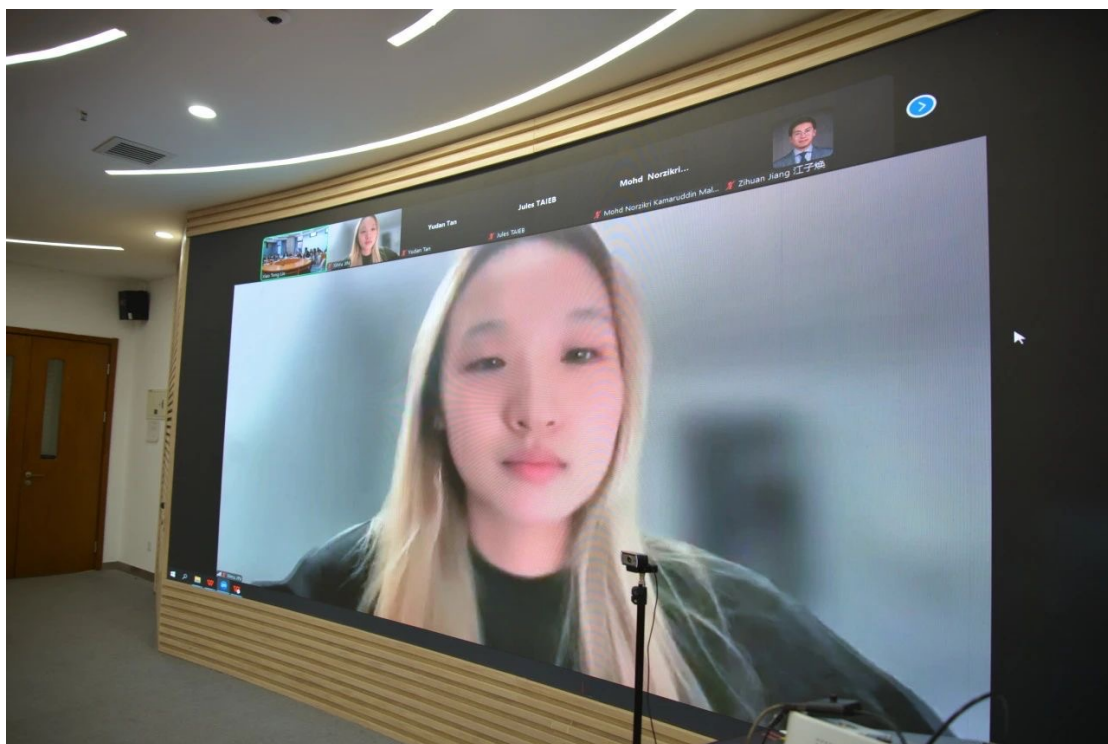 Mohd Norzikri...
Jules TAIEB
Yudan Tan
Zihuan Jiang 江子焕
Mohd Norzikri Kamaruddin Mal...
Jules TAIEB
Yudan Tan